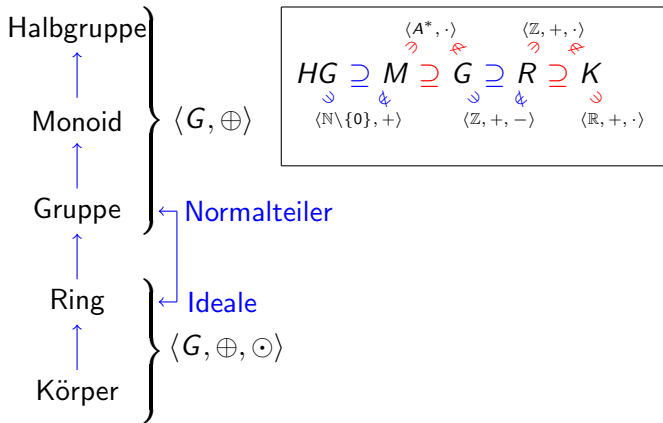 Halbgruppe
Monoid
⟨G, ⊕⟩
Gruppe
Normalteiler
Ring
Ideale
⟨G, ⊕, ⊙⟩
Körper
⟨A*, ·⟩ ⟨ℤ, +, ·⟩
∈ ∉ ∈ ∉
HG ⊇ M ⊇ G ⊇ R ⊇ K
∈ ∉ ∈ ∉ ∈
⟨ℕ\{0}, +⟩ ⟨ℤ, +, −⟩ ⟨ℝ, +, ·⟩